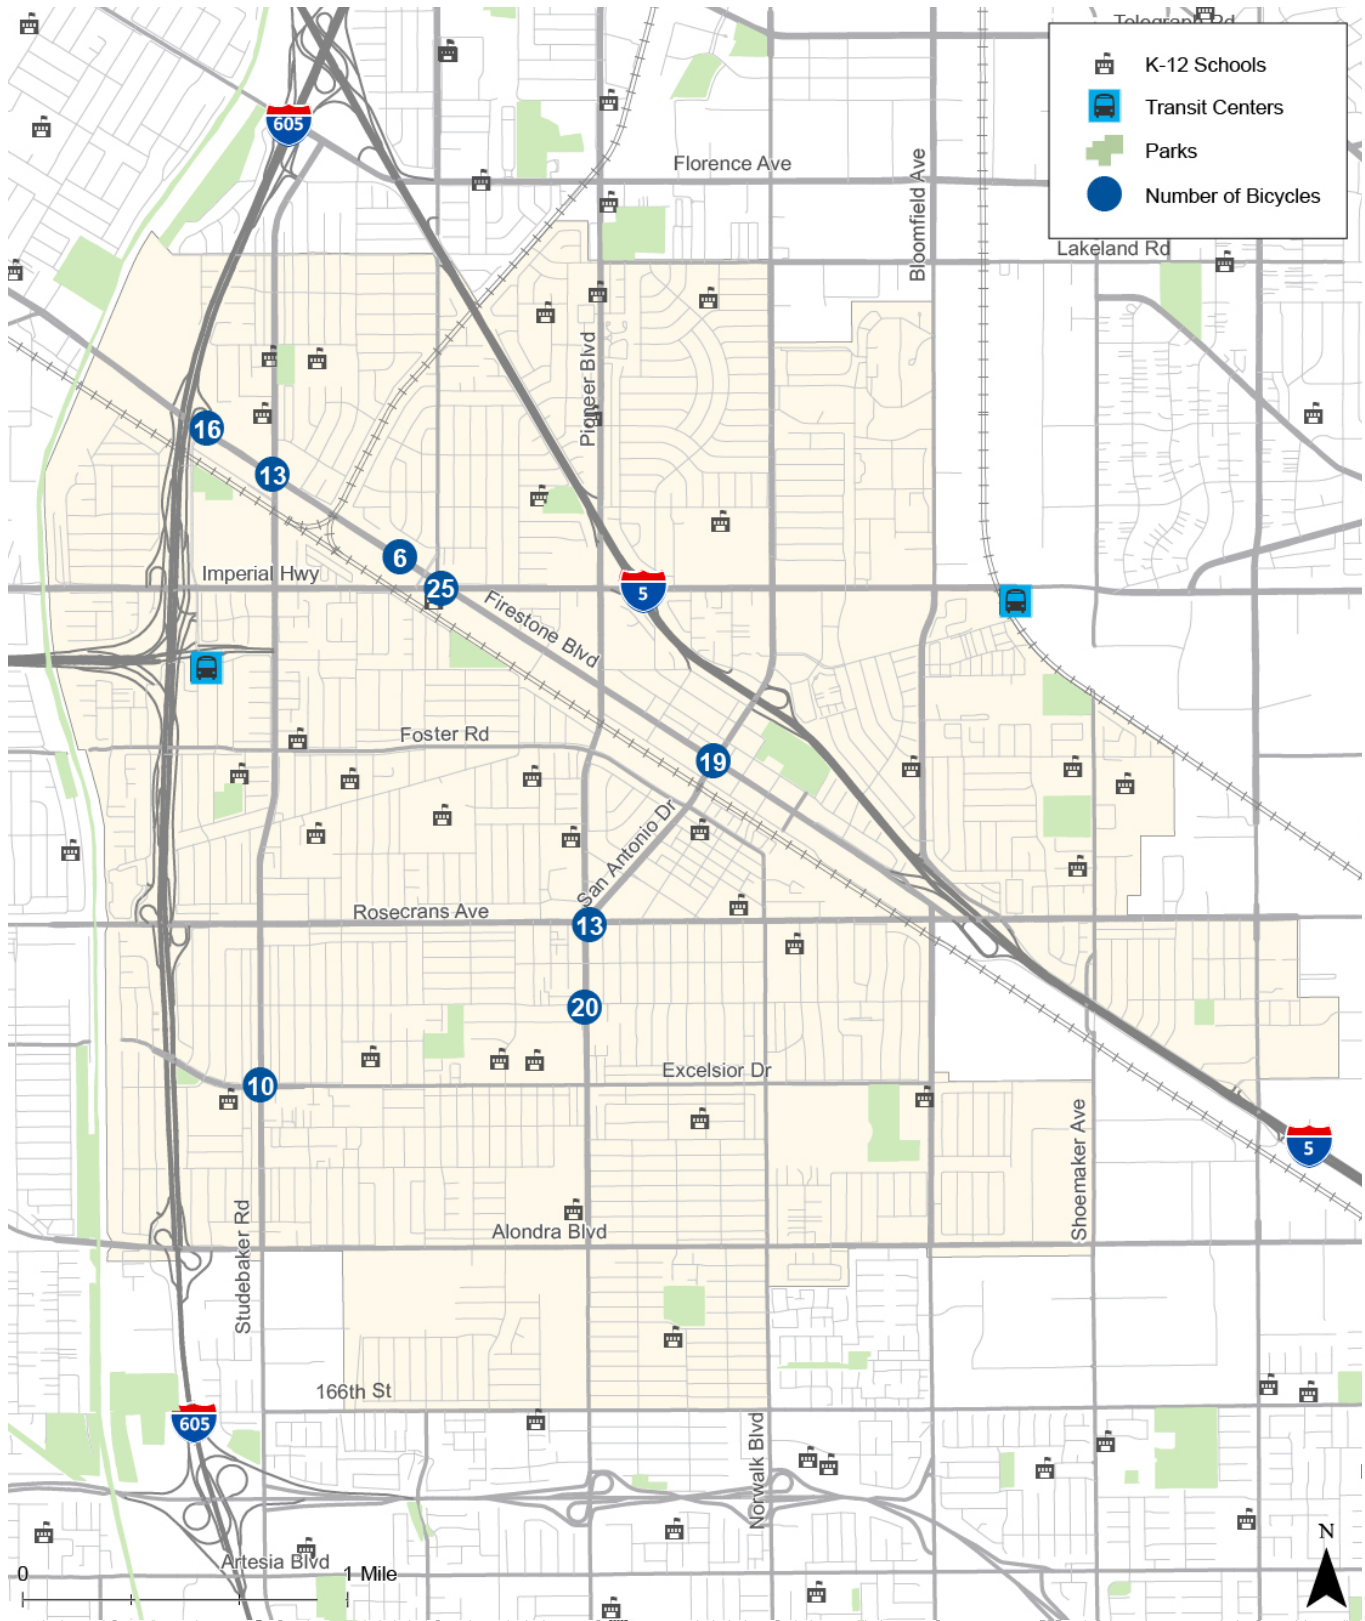 Telegraph Rd
K-12 Schools
Transit Centers
Parks
Number of Bicycles
605
Florence Ave
Bloomfield Ave
Lakeland Rd
Pioneer Blvd
16
13
6
Imperial Hwy
25
5
Firestone Blvd
Foster Rd
19
San Antonio Dr
Rosecrans Ave
13
20
Excelsior Dr
10
Shoemaker Ave
5
Studebaker Rd
Alondra Blvd
166th St
605
Norwalk Blvd
Artesia Blvd
0
1 Mile
N